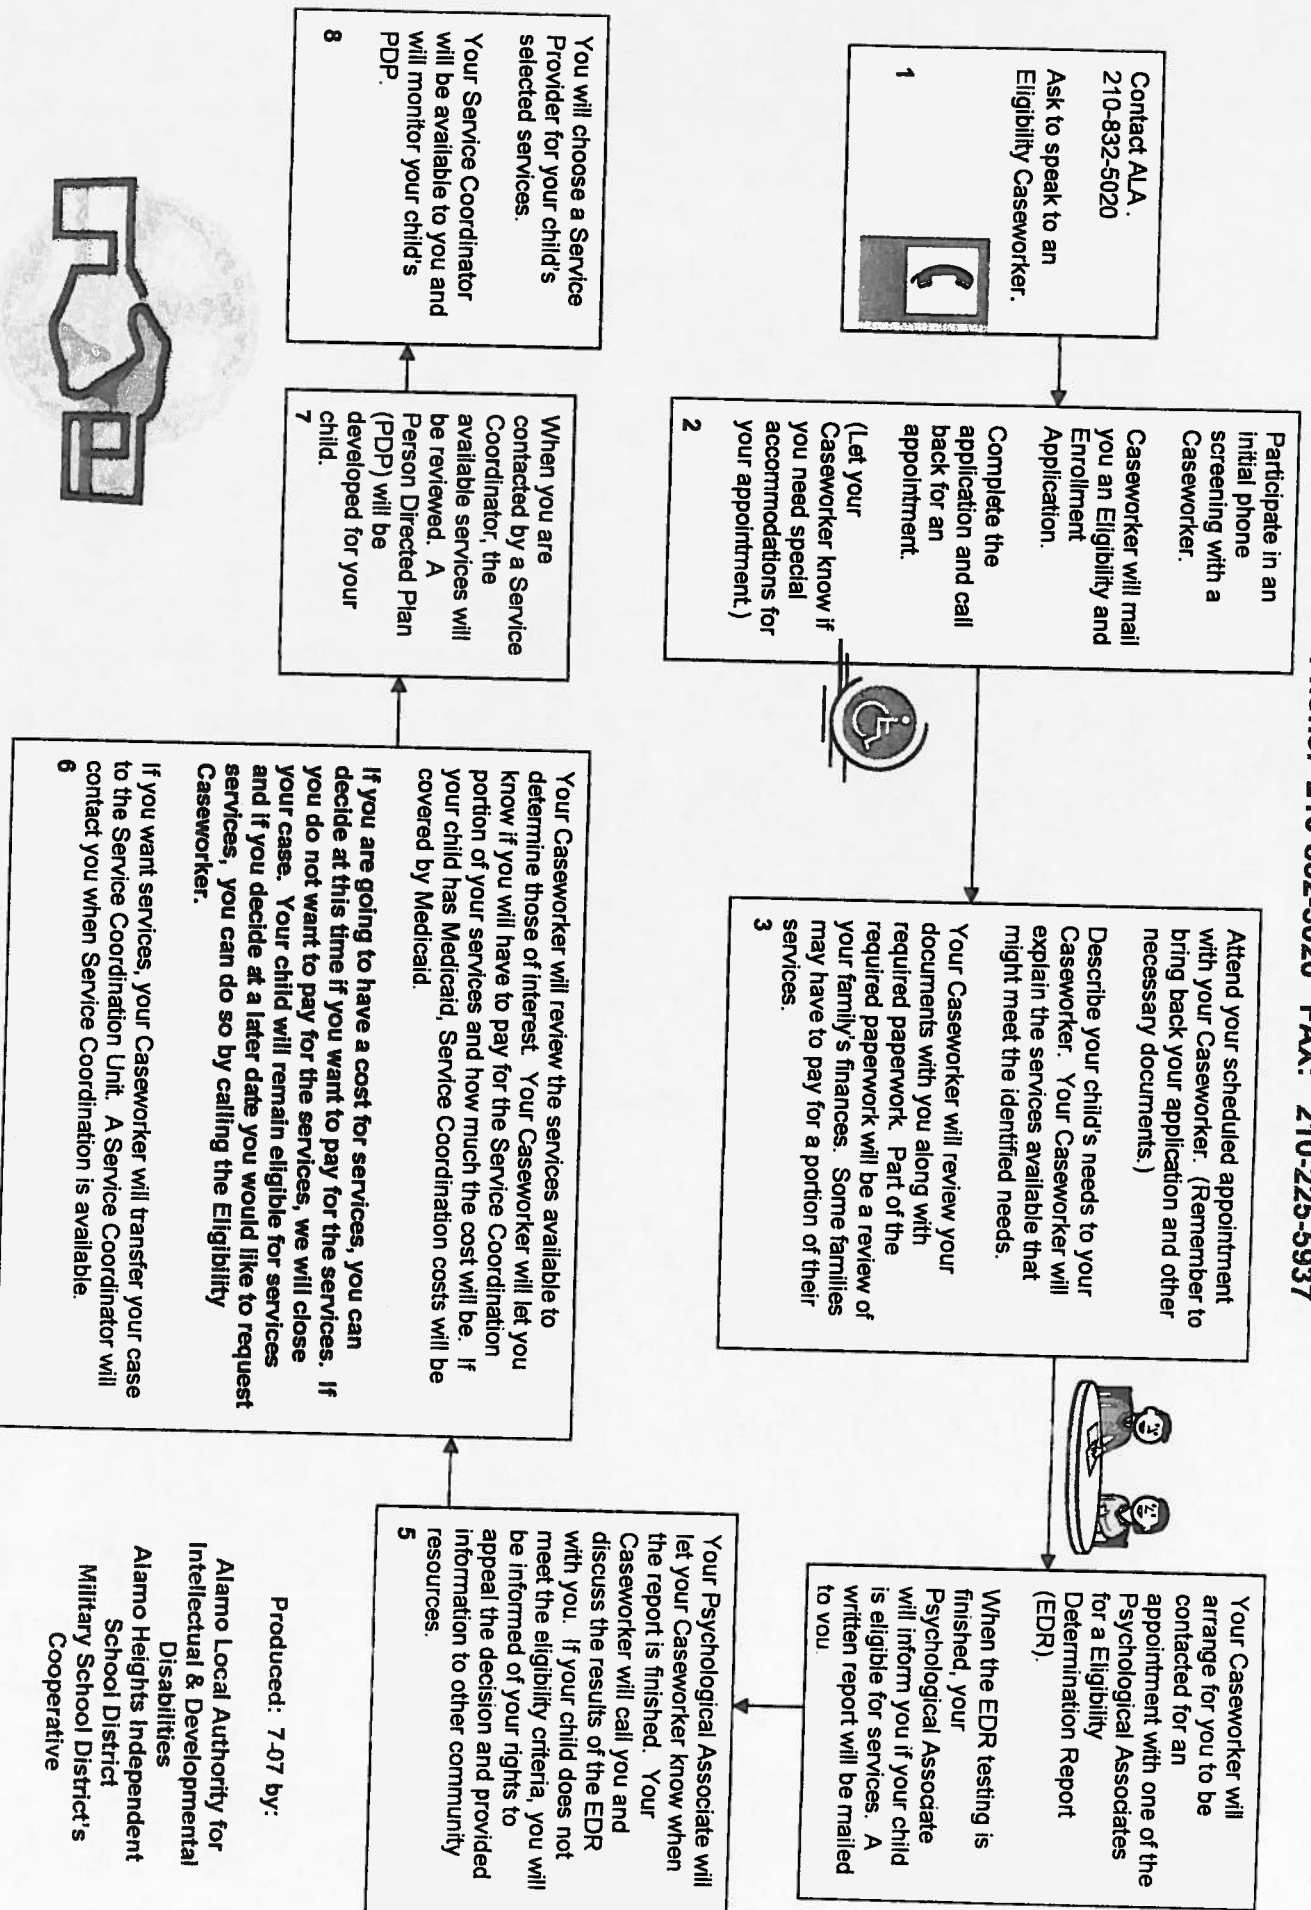 210-832-5020 FAX: 210-225-5937
Contact ALA.
210-832-5020
Ask to speak to an
Eligibility Caseworker.
1
Participate in an
initial phone
screening with a
Caseworker.
Caseworker will mail
you an Eligibility and
Enrollment
Application.
Complete the
application and call
back for an
appointment.
(Let your
Caseworker know if
you need special
accommodations for
your appointment.)
2
Attend your scheduled appointment
with your Caseworker. (Remember to
bring back your application and other
necessary documents.)
Describe your child's needs to your
Caseworker. Your Caseworker will
explain the services available that
might meet the identified needs.
Your Caseworker will review your
documents with you along with
required paperwork. Part of the
required paperwork will be a review of
your family's finances. Some families
may have to pay for a portion of their
services.
3
Your Caseworker will
arrange for you to be
contacted for an
appointment with one of the
Psychological Associates
for a Eligibility
Determination Report
(EDR).
When the EDR testing is
finished, your
Psychological Associate
will inform you if your child
is eligible for services. A
written report will be mailed
to you
Your Psychological Associate will
let your Caseworker know when
the report is finished. Your
Caseworker will call you and
discuss the results of the EDR
with you. If your child does not
meet the eligibility criteria, you will
be informed of your rights to
appeal the decision and provided
information to other community
resources.
5
Your Caseworker will review the services available to
determine those of interest. Your Caseworker will let you
know if you will have to pay for the Service Coordination
portion of your services and how much the cost will be. If
your child has Medicaid, Service Coordination costs will be
covered by Medicaid.
If you are going to have a cost for services, you can
decide at this time if you want to pay for the services. If
you do not want to pay for the services, we will close
your case. Your child will remain eligible for services
and if you decide at a later date you would like to request
services, you can do so by calling the Eligibility
Caseworker.
If you want services, your Caseworker will transfer your case
to the Service Coordination Unit. A Service Coordinator will
contact you when Service Coordination is available.
6
When you are
contacted by a Service
Coordinator, the
available services will
be reviewed. A
Person Directed Plan
(PDP) will be
developed for your
child.
7
You will choose a Service
Provider for your child's
selected services.
Your Service Coordinator
will be available to you and
will monitor your child's
PDP.
8
Produced: 7-07 by:
Alamo Local Authority for
Intellectual & Developmental
Disabilities
Alamo Heights Independent
School District
Military School District's
Cooperative